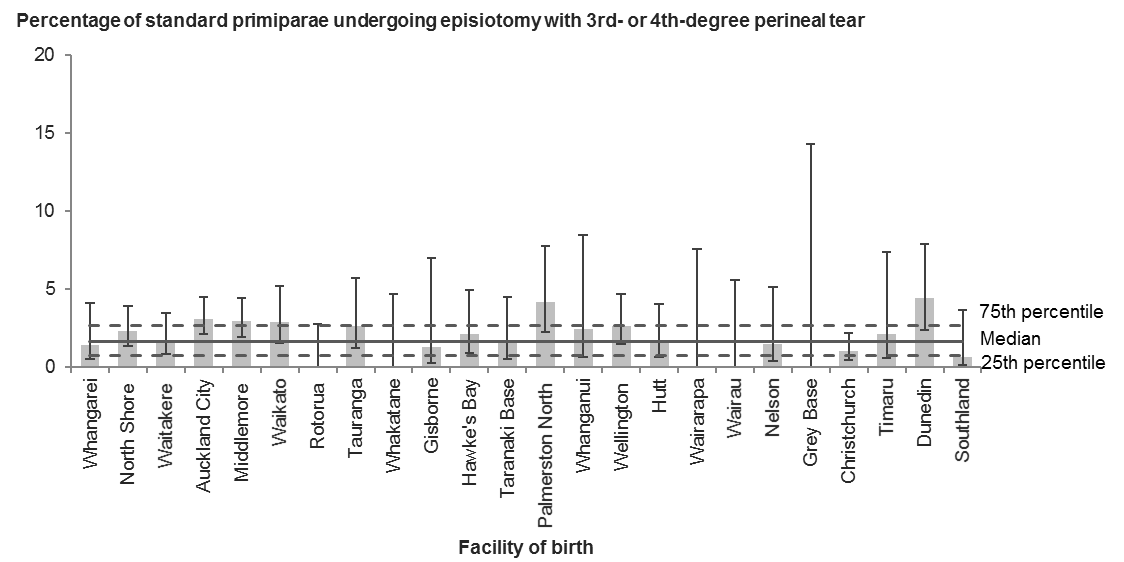 Percentage of standard primiparae undergoing episiotomy with 3rd- or 4th-degree perineal tear
20
15
10
5
0
75th percentile
Median
25th percentile
Whangarei
North Shore
Waitakere
Auckland City
Middlemore
Waikato
Rotorua
Tauranga
Whakatane
Gisborne
Hawke's Bay
Taranaki Base
Palmerston North
Whanganui
Wellington
Hutt
Wairarapa
Wairau
Nelson
Grey Base
Christchurch
Timaru
Dunedin
Southland
Facility of birth